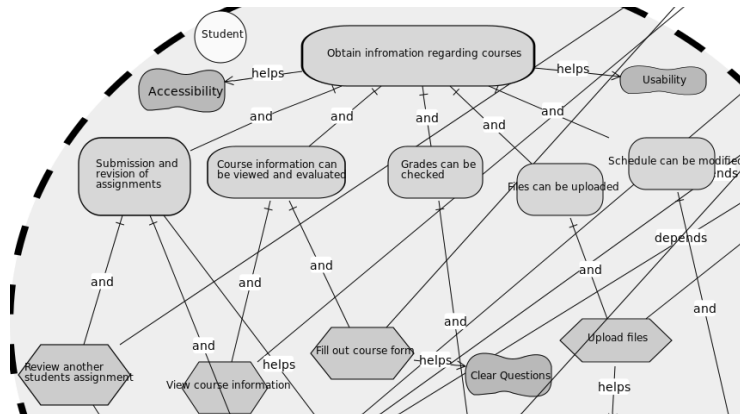 Student
Obtain infromation regarding courses
helps
helps
Accessibility
Usability
and
and
and
and
and
Submission and
revision of
assignments
Course information can
be viewed and evaluated
Grades can be
checked
Files can be uploaded
Schedule can be modified
nds
depends
and
and
and
and
and
and
and
Review another
students assignment
View course information
helps
Fill out course form
helps
Clear Questions
Upload files
helps